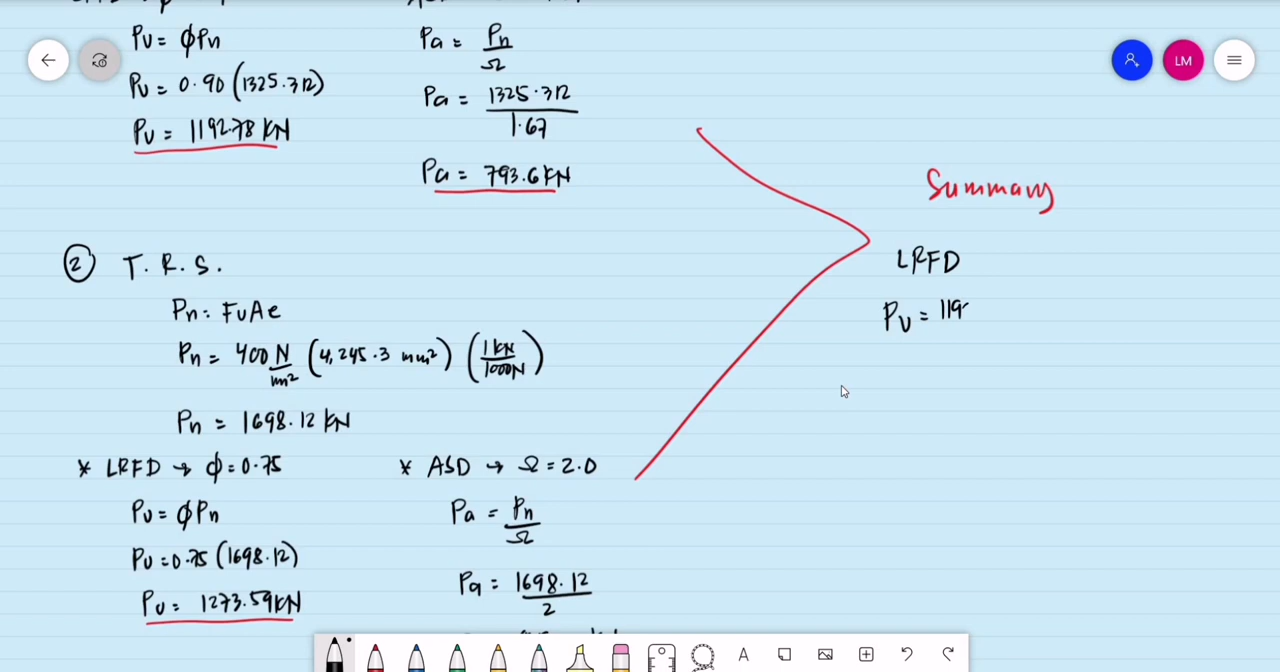 Pu = ϕPn
Pu = 0.90 (1325.312)
Pu = 1192.78 KN
Pa = Pn
Ω
Pa = 1325.312
1.67
Pa = 793.6 KN
LM
Summary
LRFD
Pu = 119
2 T. R. S.
Pn = FuAe
Pn = 400 N/mm² (4,245.3 mm²) (1 KN/1000N)
Pn = 1698.12 KN
* LRFD → ϕ = 0.75
Pu = ϕPn
Pu = 0.75 (1698.12)
Pu = 1273.59 KN
* ASD → Ω = 2.0
Pa = Pn
Ω
Pa = 1698.12
2
A